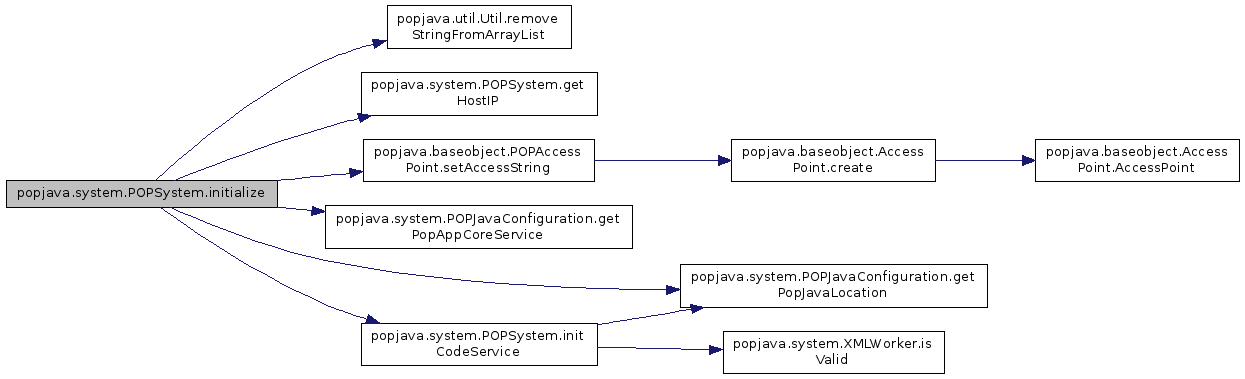 popjava.util.Util.remove
StringFromArrayList
popjava.system.POPSystem.get
HostIP
popjava.baseobject.POPAccess
Point.setAccessString
popjava.baseobject.Access
Point.create
popjava.baseobject.Access
Point.AccessPoint
popjava.system.POPSystem.initialize
popjava.system.POPJavaConfiguration.get
PopAppCoreService
popjava.system.POPJavaConfiguration.get
PopJavaLocation
popjava.system.POPSystem.init
CodeService
popjava.system.XMLWorker.is
Valid